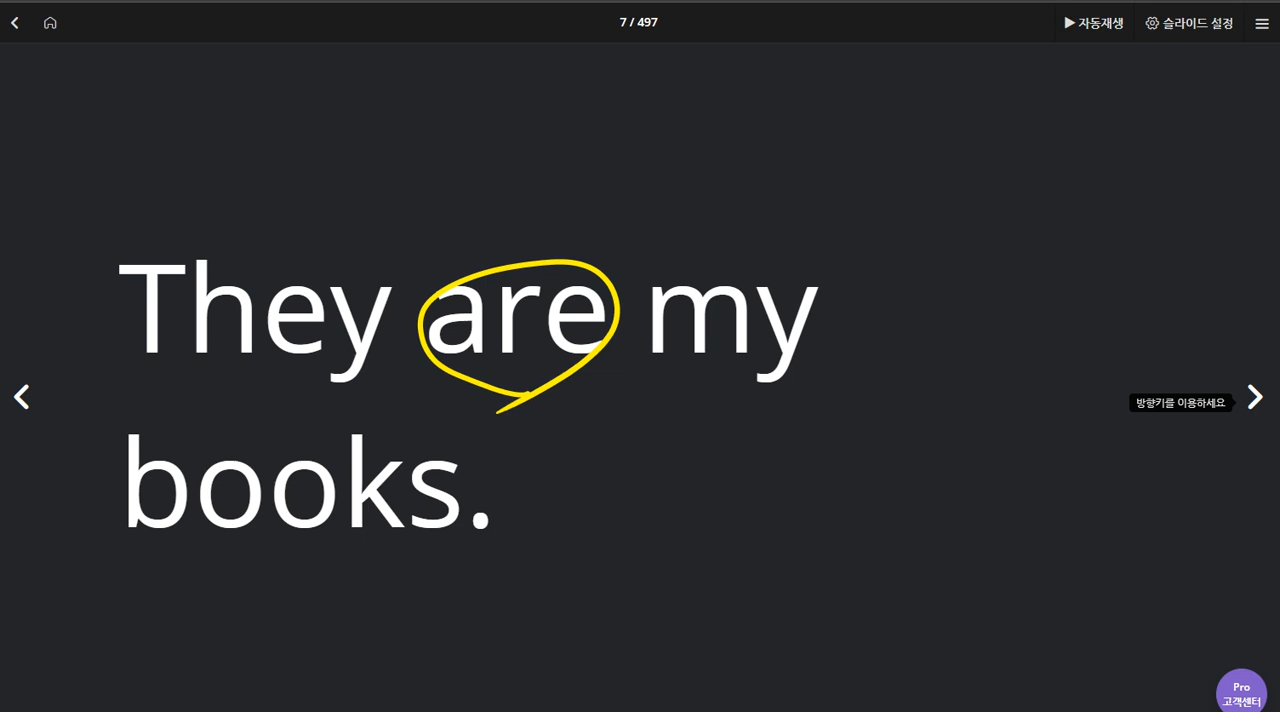 7 / 497
▶ 자동재생
슬라이드 설정
They are my
books.
방향키를 이용하세요
Pro
고객센터